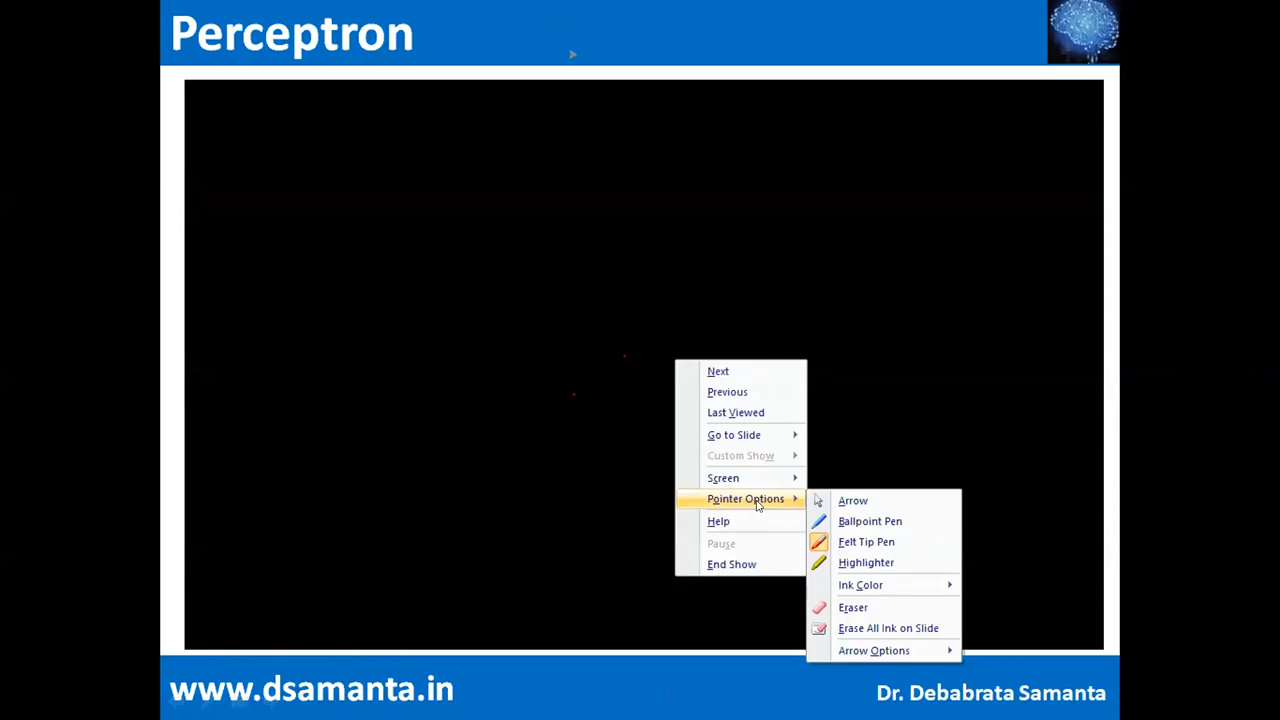 Perceptron
Next
Previous
Last Viewed
Go to Slide
Custom Show
Screen
Pointer Options
Help
Pause
End Show
Arrow
Ballpoint Pen
Felt Tip Pen
Highlighter
Ink Color
Eraser
Erase All Ink on Slide
Arrow Options
www.dsamanta.in
Dr. Debabrata Samanta